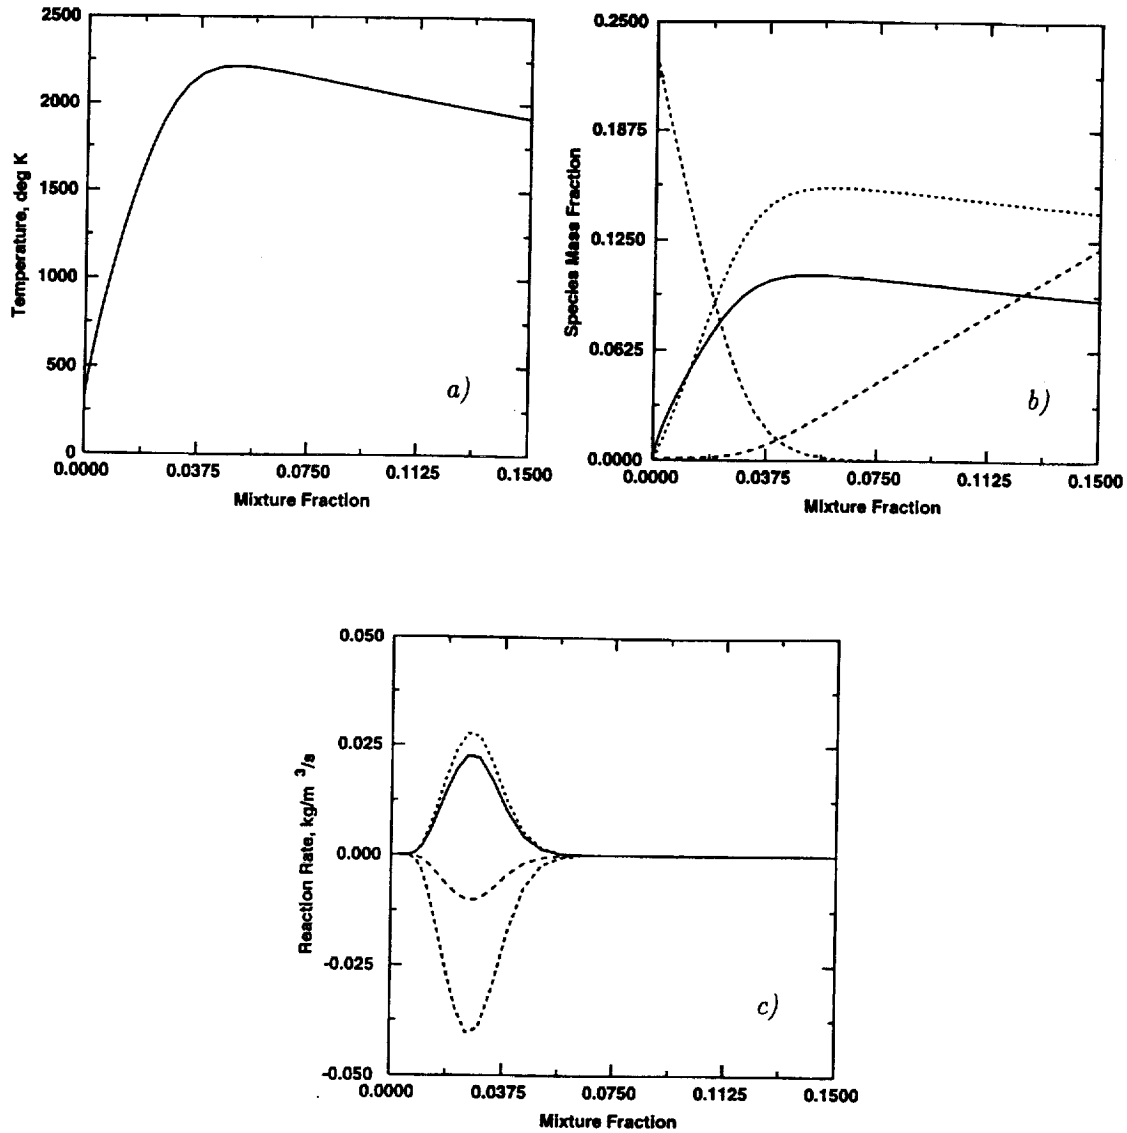 2500
2000
1500
1000
500
0
Temperature, deg K
a)
0.0000 0.0375 0.0750 0.1125 0.1500
Mixture Fraction
0.2500
0.1875
0.1250
0.0625
0.0000
Species Mass Fraction
b)
0.0000 0.0375 0.0750 0.1125 0.1500
Mixture Fraction
0.050
0.025
0.000
-0.025
-0.050
Reaction Rate, kg/m 3/s
c)
0.0000 0.0375 0.0750 0.1125 0.1500
Mixture Fraction